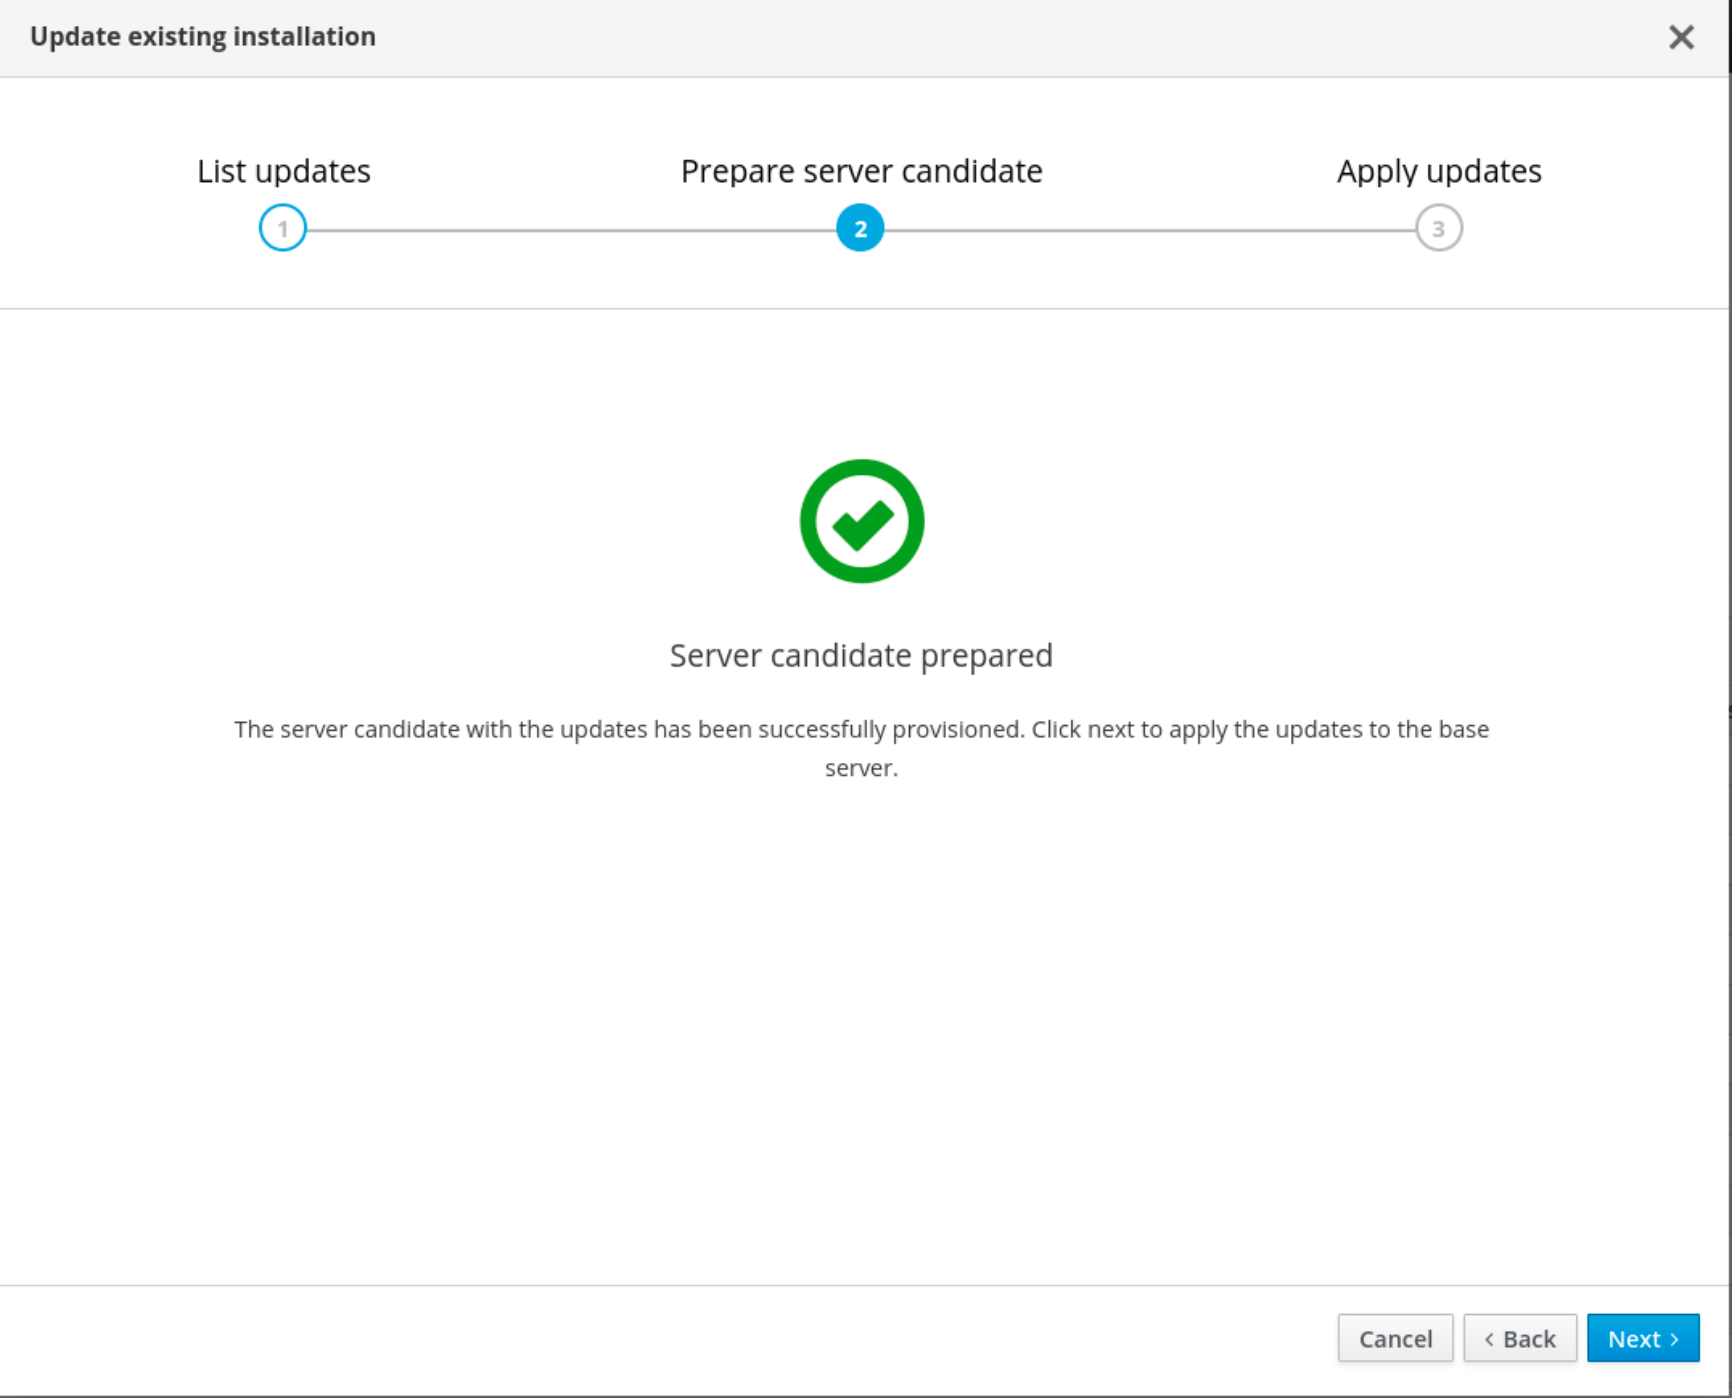 Update existing installation
List updates
Prepare server candidate
Apply updates
1
2
3
Server candidate prepared
The server candidate with the updates has been successfully provisioned. Click next to apply the updates to the base
server.
Cancel
Back
Next